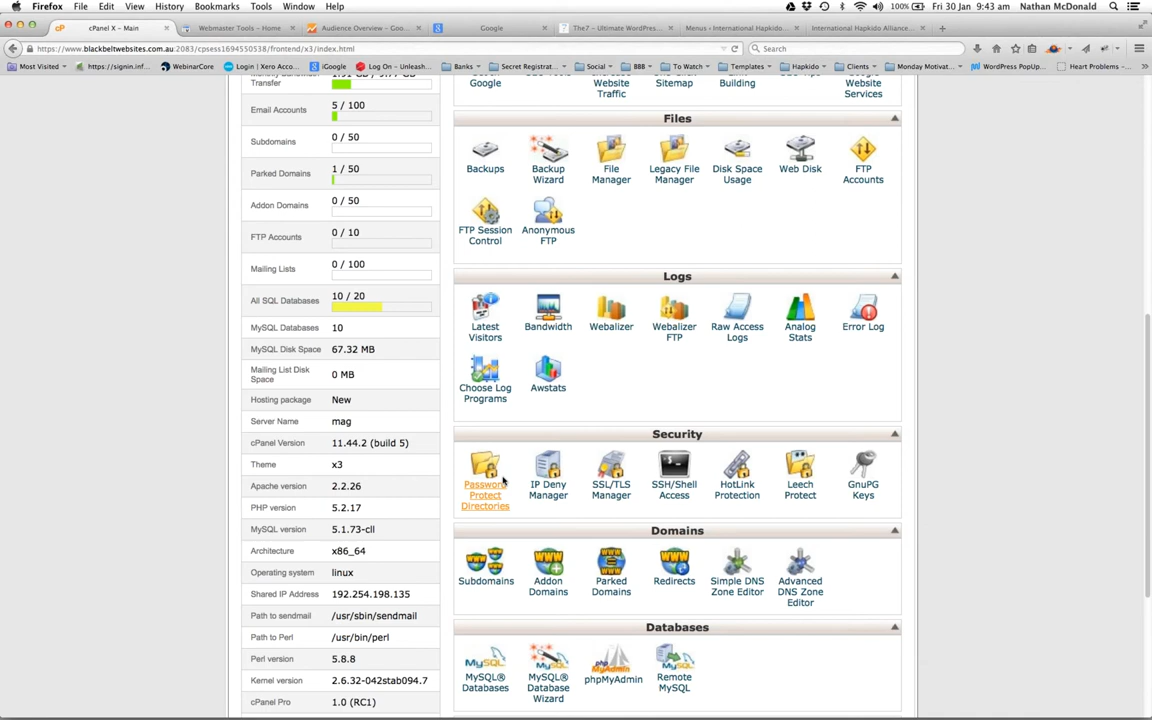 Firefox File Edit View History Bookmarks Tools Window Help 100% Fri 30 Jan 9:43 am Nathan McDonald
cPanel X - Main Webmaster Tools - Home Audience Overview - Goo... Google The7 - Ultimate WordPres... Menus - International Hapkido... International Hapkido Alliance...
https://www.blackbeltwebsites.com.au:2083/cpsess1694550538/frontend/x3/index.html Search
Most Visited https://signin.inf... WebinarCore Login | Xero Accou... iGoogle Log On - Unleash... Banks Secret Registrat... Social BBB To Watch Templates Hapkido Clients Monday Motivat... WordPress PopUp... Heart Problems —...
Transfer
Email Accounts 5 / 100
Subdomains 0 / 50
Parked Domains 1 / 50
Addon Domains 0 / 50
FTP Accounts 0 / 10
Mailing Lists 0 / 100
All SQL Databases 10 / 20
MySQL Databases 10
MySQL Disk Space 67.32 MB
Mailing List Disk Space 0 MB
Hosting package New
Server Name mag
cPanel Version 11.44.2 (build 5)
Theme x3
Apache version 2.2.26
PHP version 5.2.17
MySQL version 5.1.73-cll
Architecture x86_64
Operating system linux
Shared IP Address 192.254.198.135
Path to sendmail /usr/sbin/sendmail
Path to Perl /usr/bin/perl
Perl version 5.8.8
Kernel version 2.6.32-042stab094.7
cPanel Pro 1.0 (RC1)
Google Website Traffic Sitemap Building Google Website Services
Files
Backups Backup Wizard File Manager Legacy File Manager Disk Space Usage Web Disk FTP Accounts
FTP Session Control Anonymous FTP
Logs
Latest Visitors Bandwidth Webalizer Webalizer FTP Raw Access Logs Analog Stats Error Log
Choose Log Programs Awstats
Security
Password Protect Directories IP Deny Manager SSL/TLS Manager SSH/Shell Access HotLink Protection Leech Protect GnuPG Keys
Domains
Subdomains Addon Domains Parked Domains Redirects Simple DNS Zone Editor Advanced DNS Zone Editor
Databases
MySQL® Databases MySQL® Database Wizard phpMyAdmin Remote MySQL